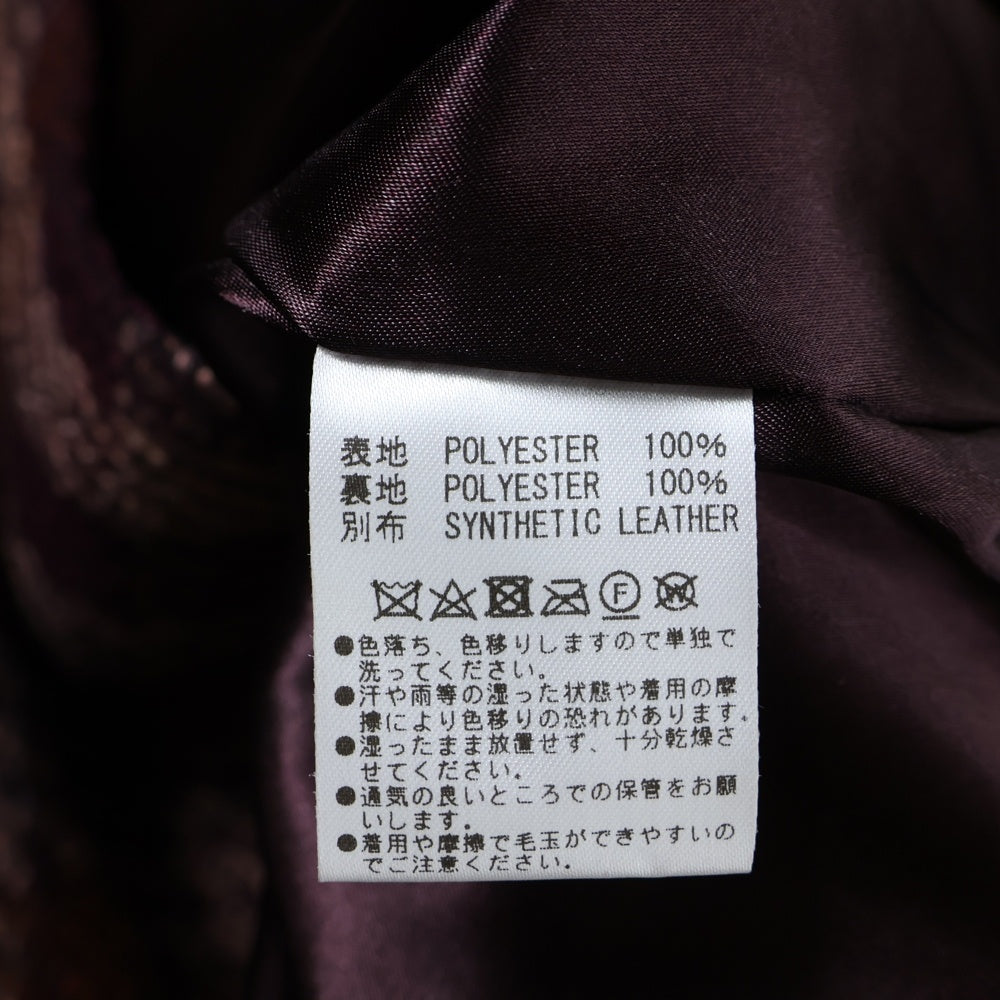 表地 POLYESTER 100%
裏地 POLYESTER 100%
別布 SYNTHETIC LEATHER
F W
●色落ち、色移りしますので単独で
洗ってください。
●汗や雨等の湿った状態や着用の摩
擦により色移りの恐れがあります。
●湿ったまま放置せず、十分乾燥さ
せてください。
●通気の良いところでの保管をお願
いします。
●着用や摩擦で毛玉ができやすいの
でご注意ください。